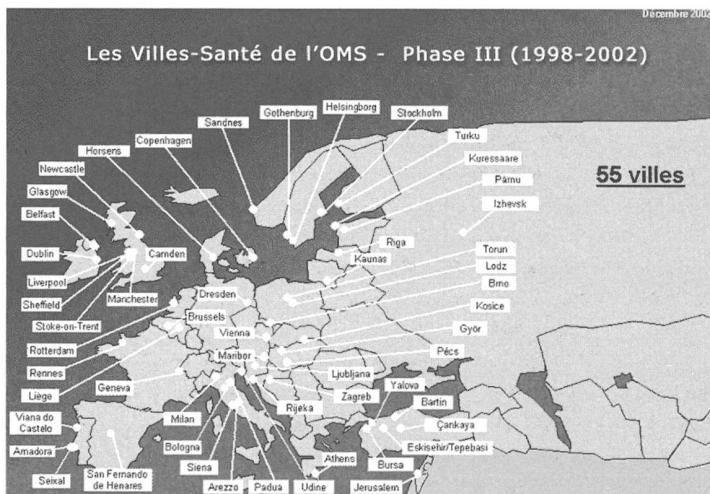 Décembre 2002
Les Villes-Santé de l'OMS - Phase III (1998-2002)
55 villes
Sandnes
Gothenburg
Helsingborg
Stockholm
Copenhagen
Horsens
Turku
Newcastle
Kuressaare
Glasgow
Pärnu
Belfast
Izhevsk
Dublin
Camden
Riga
Torun
Liverpool
Kaunas
Lodz
Sheffield
Manchester
Dresden
Brno
Stoke-on-Trent
Brussels
Kosice
Rotterdam
Vienna
Györ
Rennes
Maribor
Ljubljana
Pécs
Liège
Geneva
Zagreb
Yalova
Viana do
Castelo
Milan
Rijeka
Bartin
Amadora
Bologna
Çankaya
Siena
Athens
Eskisehir/Tepebasi
Seixal
San Fernando
de Henares
Arezzo
Padua
Udine
Jerusalem
Bursa